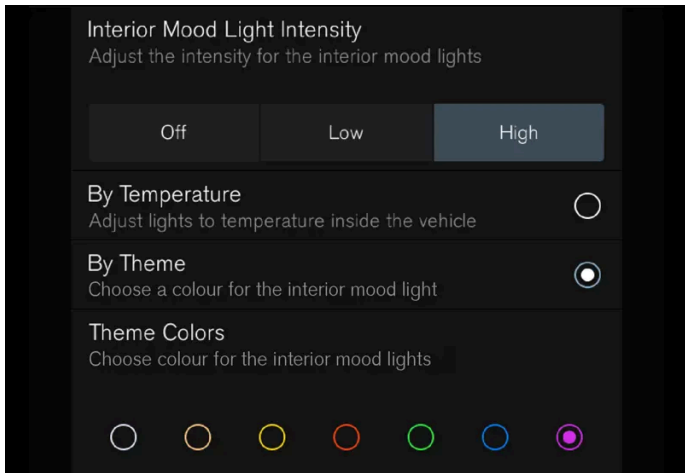 Interior Mood Light Intensity
Adjust the intensity for the interior mood lights
Off Low High
By Temperature
Adjust lights to temperature inside the vehicle
By Theme
Choose a colour for the interior mood light
Theme Colors
Choose colour for the interior mood lights